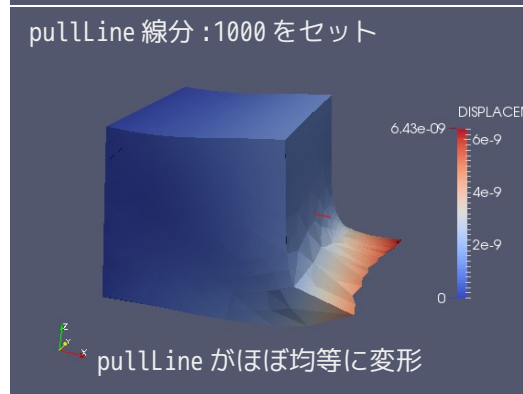 pullLine 線分 :1000 をセット
DISPLACEM
6.43e-09
6e-9
4e-9
2e-9
0
Z
Y
X
pullLine がほぼ均等に変形